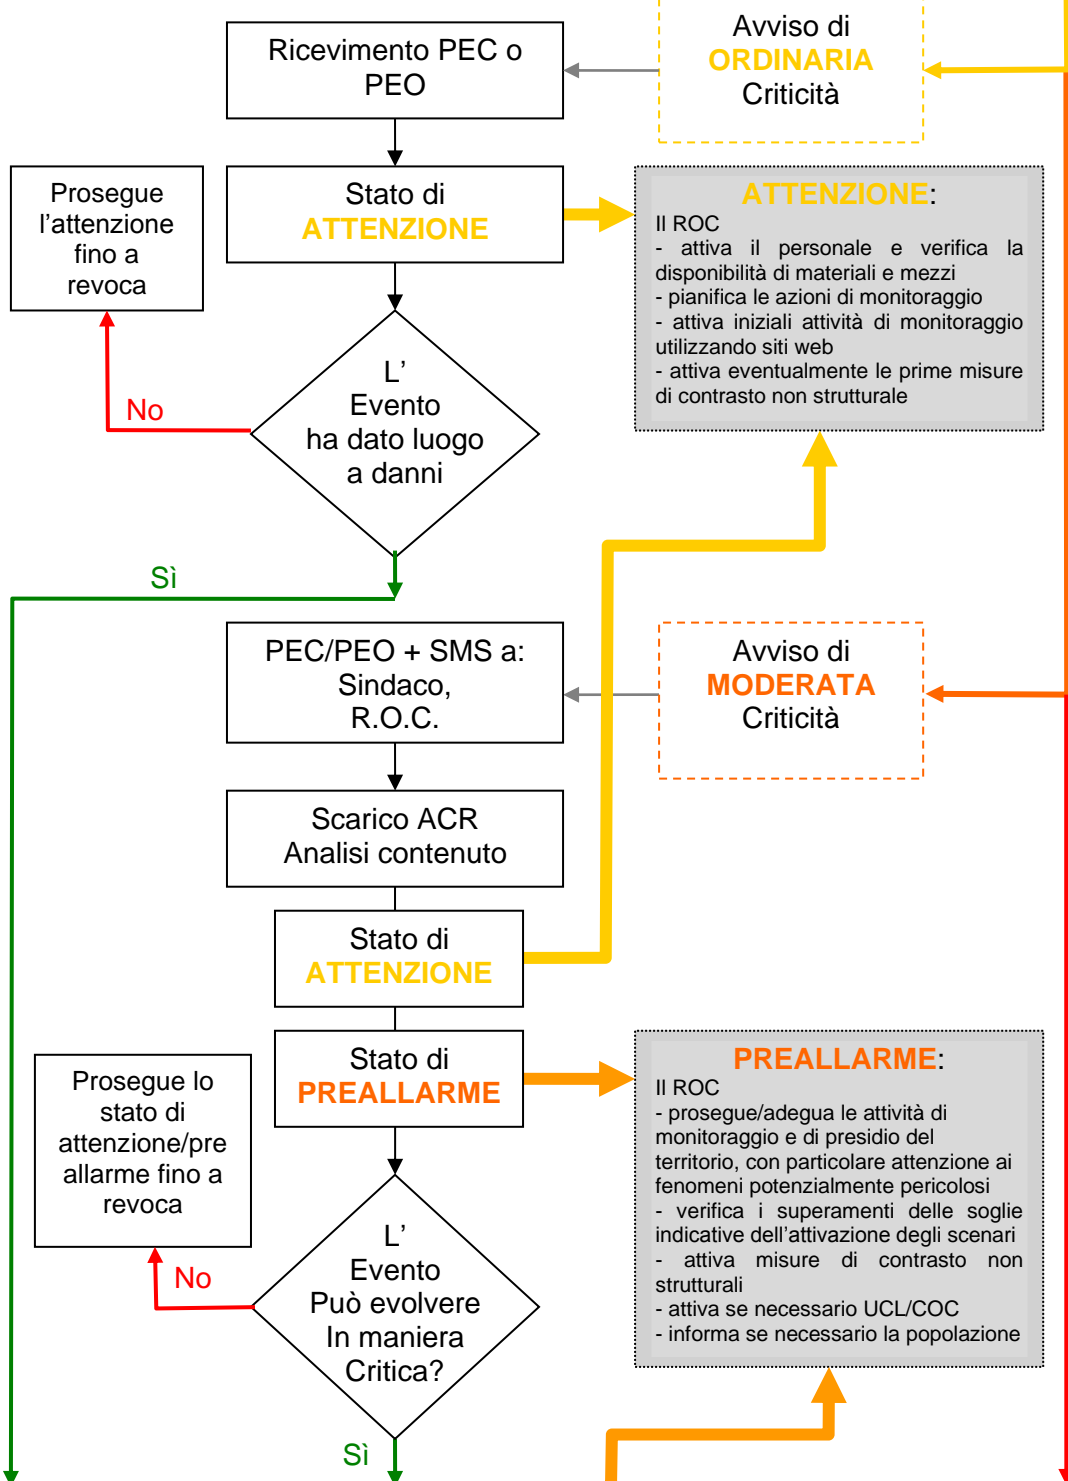 Ricevimento PEC o
PEO
Avviso di
ORDINARIA
Criticità
Prosegue
l'attenzione
fino a
revoca
Stato di
ATTENZIONE
ATTENZIONE:
Il ROC
- attiva il personale e verifica la
disponibilità di materiali e mezzi
- pianifica le azioni di monitoraggio
- attiva iniziali attività di monitoraggio
utilizzando siti web
- attiva eventualmente le prime misure
di contrasto non strutturale
L'
Evento
ha dato luogo
a danni
No
Sì
PEC/PEO + SMS a:
Sindaco,
R.O.C.
Avviso di
MODERATA
Criticità
Scarico ACR
Analisi contenuto
Stato di
ATTENZIONE
Stato di
PREALLARME
Prosegue lo
stato di
attenzione/pre
allarme fino a
revoca
PREALLARME:
Il ROC
- prosegue/adegua le attività di
monitoraggio e di presidio del
territorio, con particolare attenzione ai
fenomeni potenzialmente pericolosi
- verifica i superamenti delle soglie
indicative dell'attivazione degli scenari
- attiva misure di contrasto non
strutturali
- attiva se necessario UCL/COC
- informa se necessario la popolazione
L'
Evento
Può evolvere
In maniera
Critica?
No
Sì